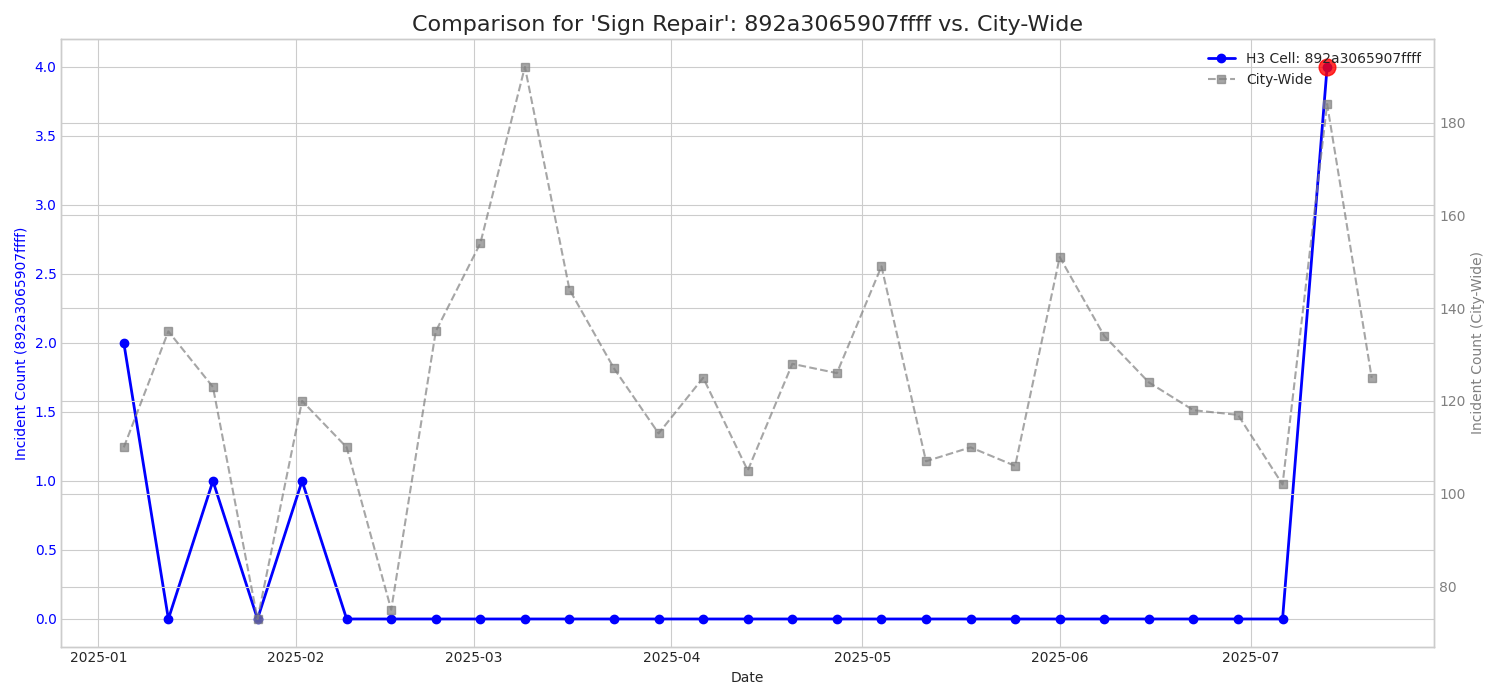 Comparison for 'Sign Repair': 892a3065907ffff vs. City-Wide
H3 Cell: 892a3065907ffff
City-Wide
Incident Count (892a3065907ffff)
4.0
3.5
3.0
2.5
2.0
1.5
1.0
0.5
0.0
180
160
140
120
100
80
Incident Count (City-Wide)
2025-01 2025-02 2025-03 2025-04 2025-05 2025-06 2025-07
Date